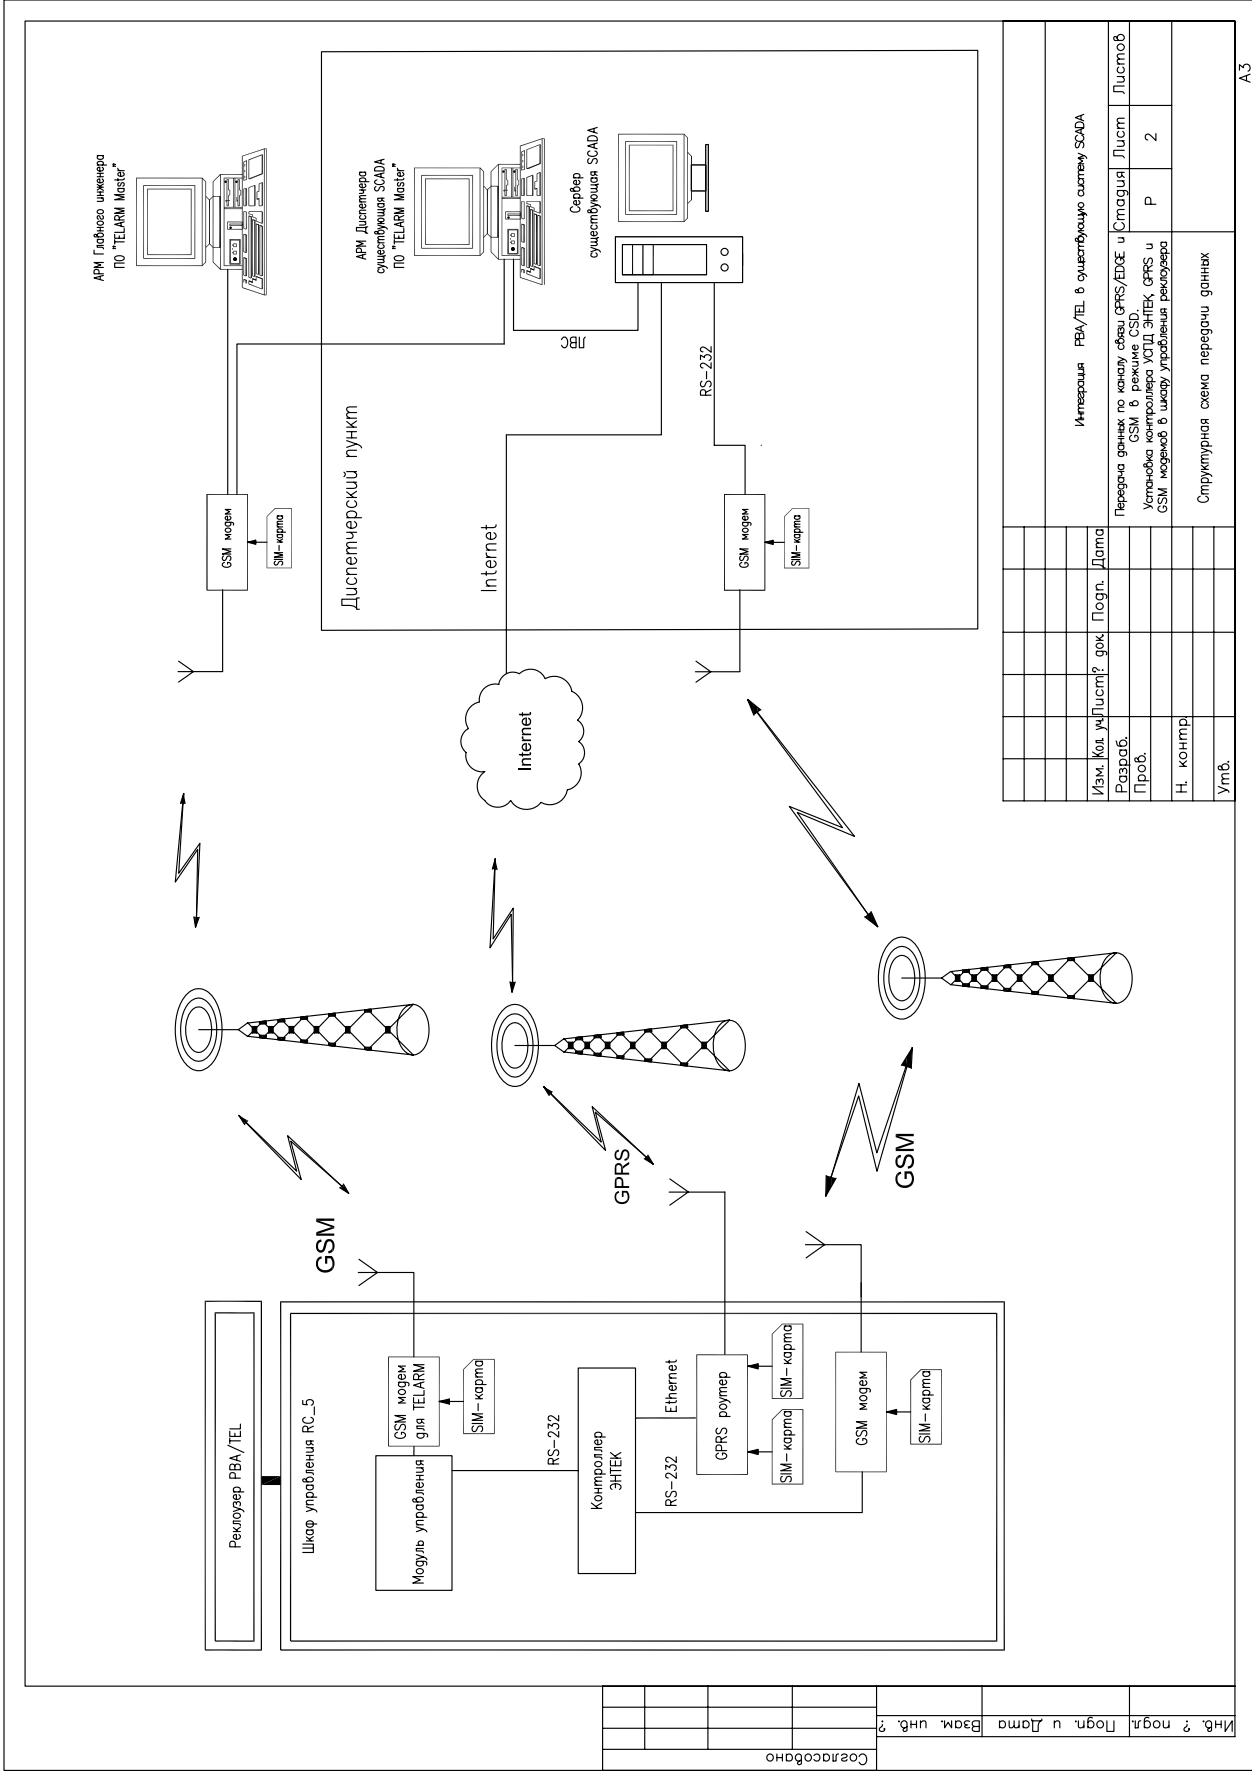 АРМ Главного инженера
ПО "TELARM Master"
АРМ Диспетчера
существующая SCADA
ПО "TELARM Master"
Сервер
существующая SCADA
ЛВС
RS-232
Диспетчерский пункт
Internet
GSM модем
SIM-карта
GSM модем
SIM-карта
Internet
GSM
GPRS
GSM
Реклоузер PBA/TEL
Шкаф управления RC_5
GSM модем
для TELARM
SIM-карта
Модуль управления
RS-232
Контроллер
ЭНТЕК
Ethernet
RS-232
GPRS роутер
SIM-карта
SIM-карта
GSM модем
SIM-карта
Интеграция PBA/TEL в существующую систему SCADA
Изм. Кол. уч. Лист ? док. Подп. Дата
Разраб.
Пров.
Н. контр.
Утв.
Передача данных по каналу связи GPRS/EDGE и
GSM в режиме CSD.
Установка контроллера УСПД ЭНТЕК, GPRS и
GSM модемов в шкафу управления реклоузера
Стадия Лист Листов
Р 2
Структурная схема передачи данных
А3
Согласовано
Взам. инв. ?
Подп. и Дата
Инв. ? подл.